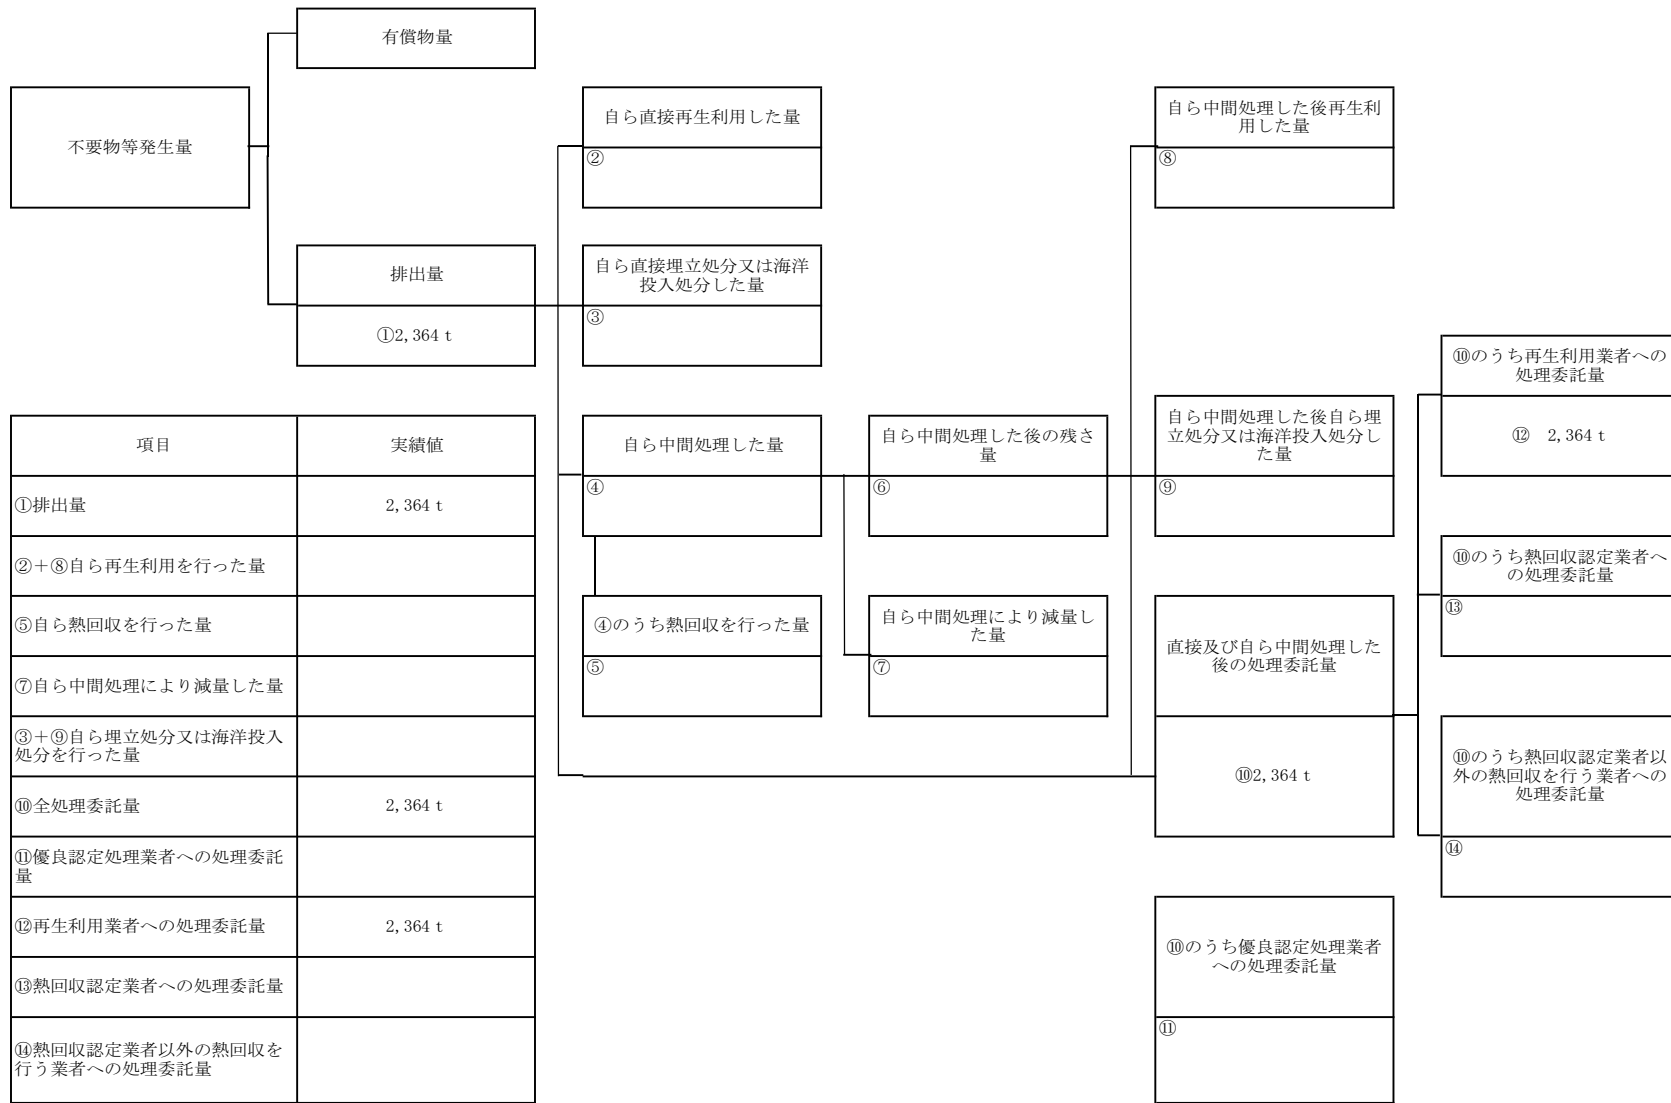 有償物量
不要物等発生量
自ら直接再生利用した量
②
自ら中間処理した後再生利
用した量
⑧
排出量
①2,364 t
自ら直接埋立処分又は海洋
投入処分した量
③
⑩のうち再生利用業者への
処理委託量
⑫ 2,364 t
自ら中間処理した量
④
自ら中間処理した後の残さ
量
⑥
自ら中間処理した後自ら埋
立処分又は海洋投入処分し
た量
⑨
⑩のうち熱回収認定業者へ
の処理委託量
⑬
④のうち熱回収を行った量
⑤
自ら中間処理により減量し
た量
⑦
直接及び自ら中間処理した
後の処理委託量
⑩2,364 t
⑩のうち熱回収認定業者以
外の熱回収を行う業者への
処理委託量
⑭
⑩のうち優良認定処理業者
への処理委託量
⑪
項目 実績値
①排出量 2,364 t
②+⑧自ら再生利用を行った量
⑤自ら熱回収を行った量
⑦自ら中間処理により減量した量
③+⑨自ら埋立処分又は海洋投入
処分を行った量
⑩全処理委託量 2,364 t
⑪優良認定処理業者への処理委託
量
⑫再生利用業者への処理委託量 2,364 t
⑬熱回収認定業者への処理委託量
⑭熱回収認定業者以外の熱回収を
行う業者への処理委託量